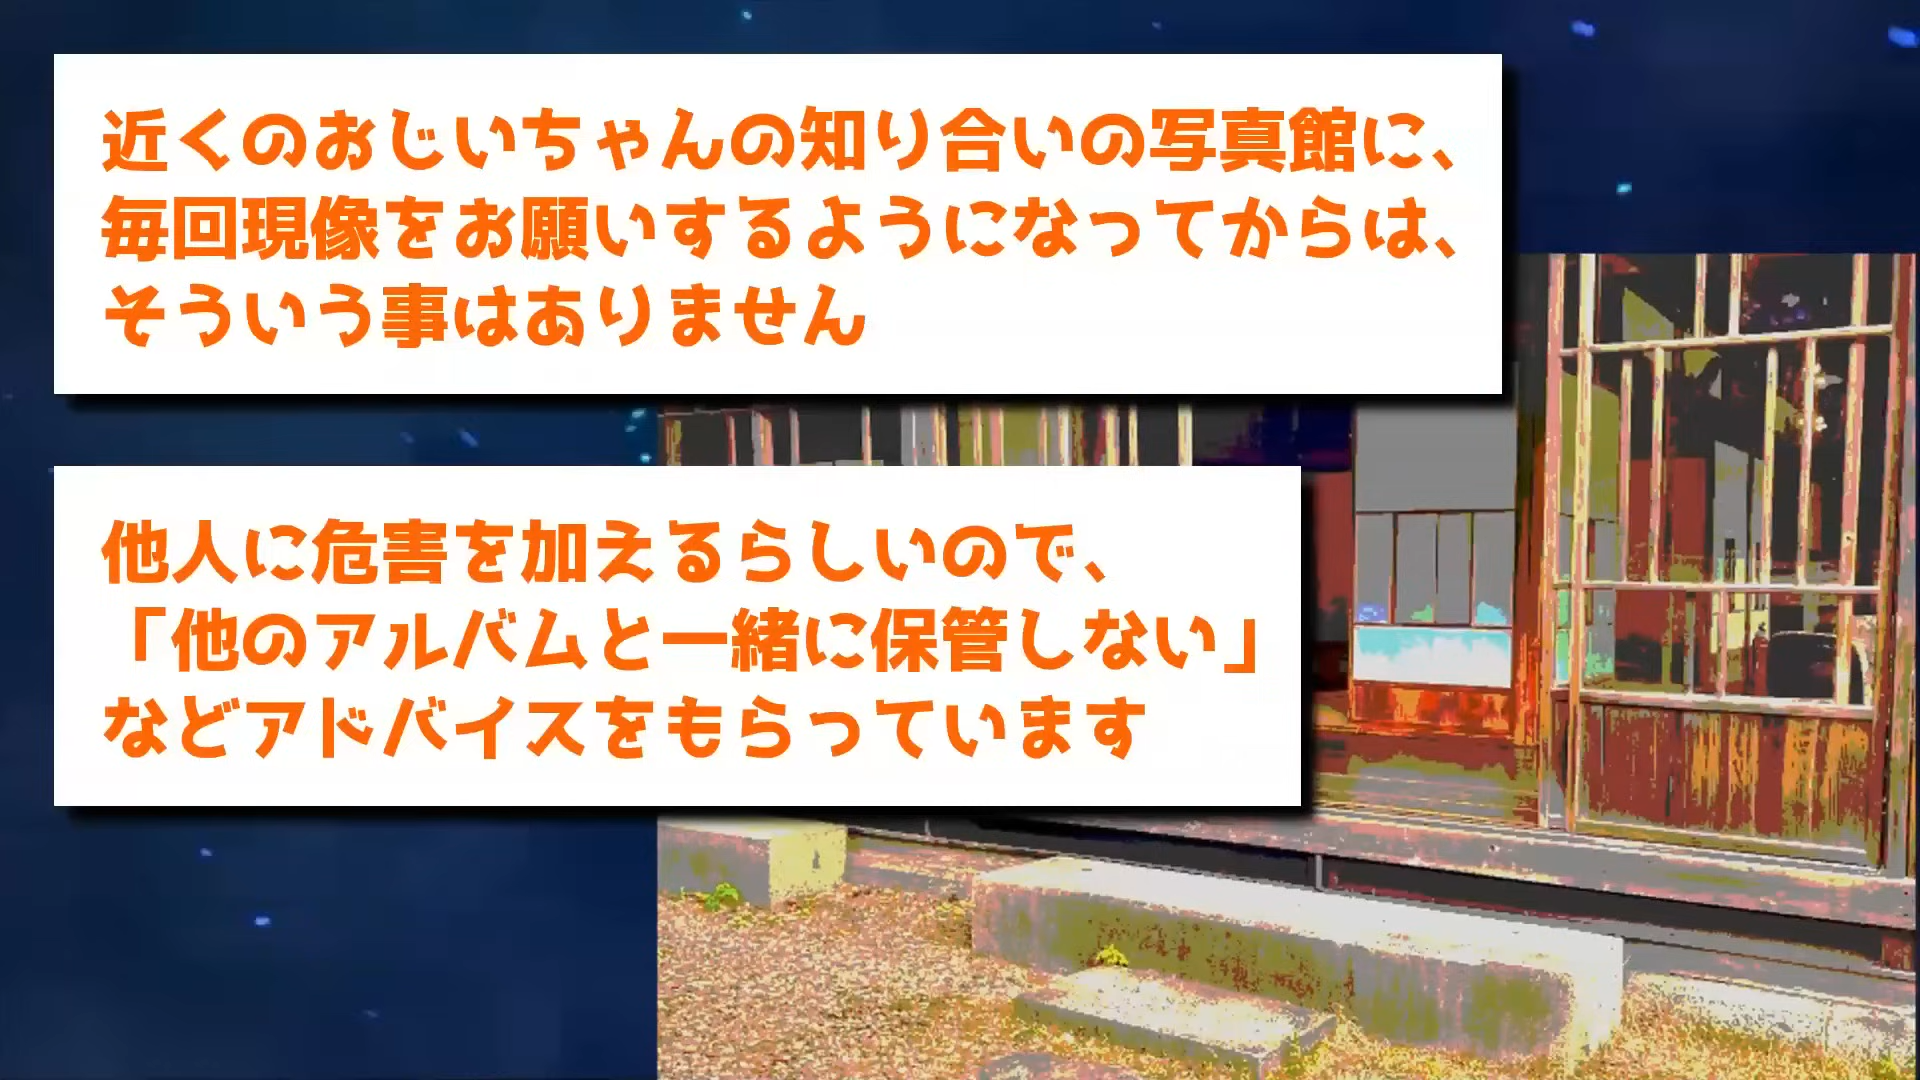 近くのおじいちゃんの知り合いの写真館に、
毎回現像をお願いするようになってからは、
そういう事はありません
他人に危害を加えるらしいので、
「他のアルバムと一緒に保管しない」
などアドバイスをもらっています